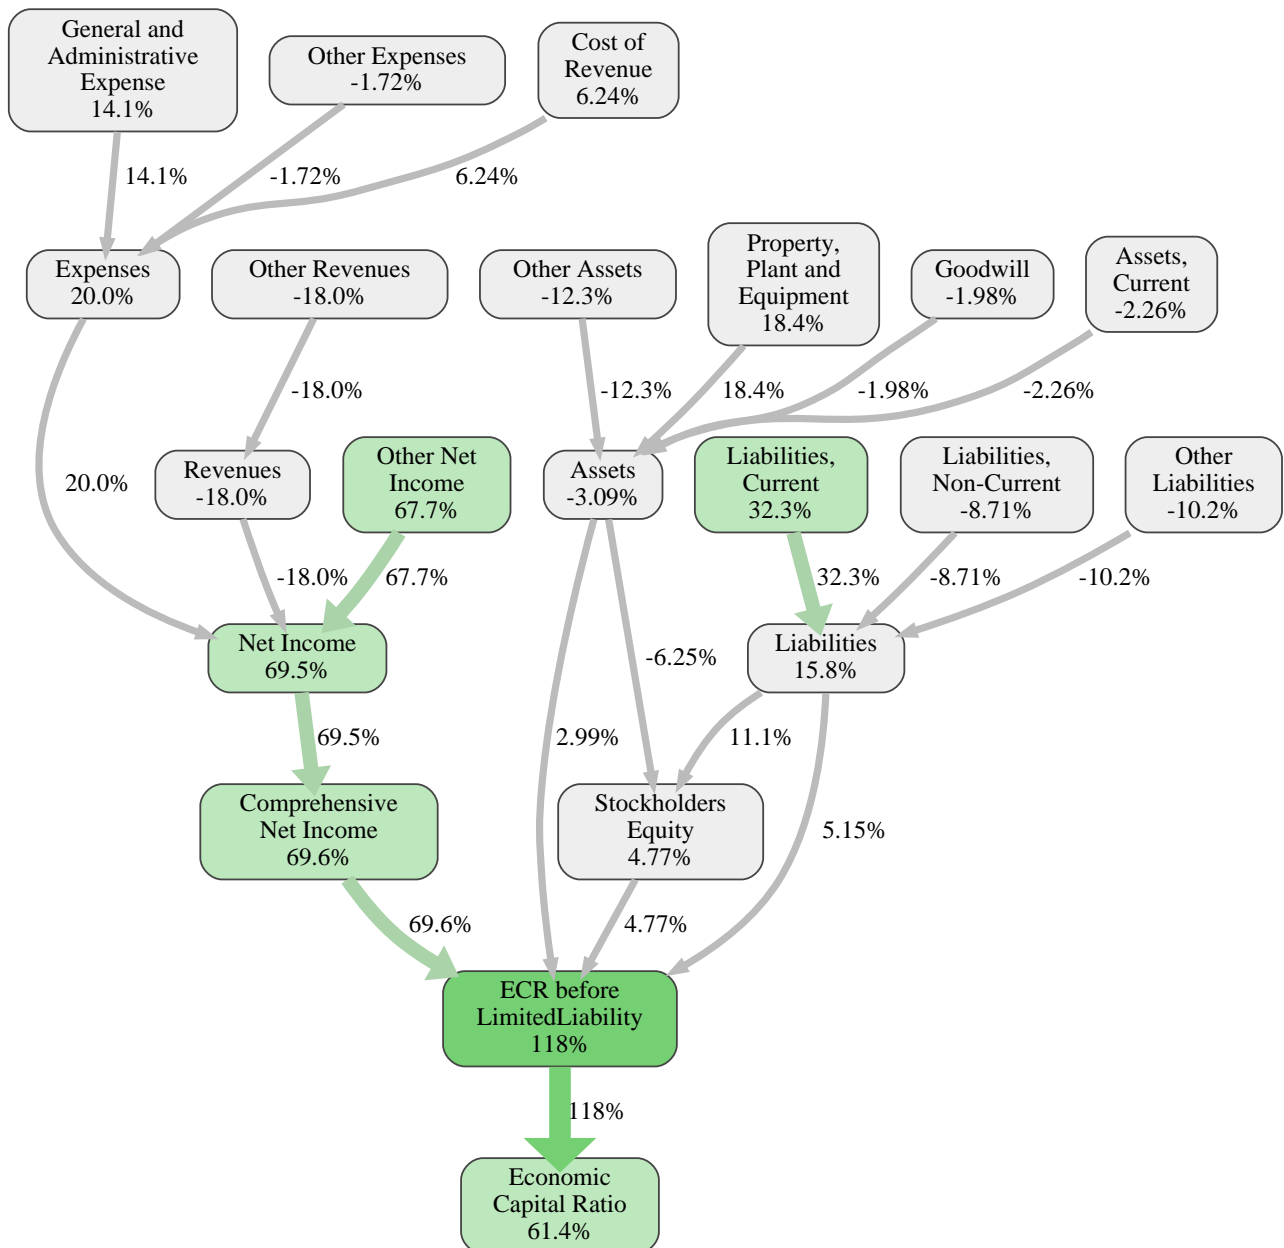 General and
Administrative
Expense
14.1%
Other Expenses
-1.72%
Cost of
Revenue
6.24%
14.1%
-1.72%
6.24%
Expenses
20.0%
Other Revenues
-18.0%
Other Assets
-12.3%
Property,
Plant and
Equipment
18.4%
Goodwill
-1.98%
Assets,
Current
-2.26%
-18.0%
-12.3%
18.4%
-1.98%
-2.26%
20.0%
Revenues
-18.0%
Other Net
Income
67.7%
Assets
-3.09%
Liabilities,
Current
32.3%
Liabilities,
Non-Current
-8.71%
Other
Liabilities
-10.2%
-18.0%
67.7%
32.3%
-8.71%
-10.2%
Net Income
69.5%
-6.25%
Liabilities
15.8%
69.5%
2.99%
11.1%
Comprehensive
Net Income
69.6%
Stockholders
Equity
4.77%
5.15%
69.6%
4.77%
ECR before
LimitedLiability
118%
118%
Economic
Capital Ratio
61.4%